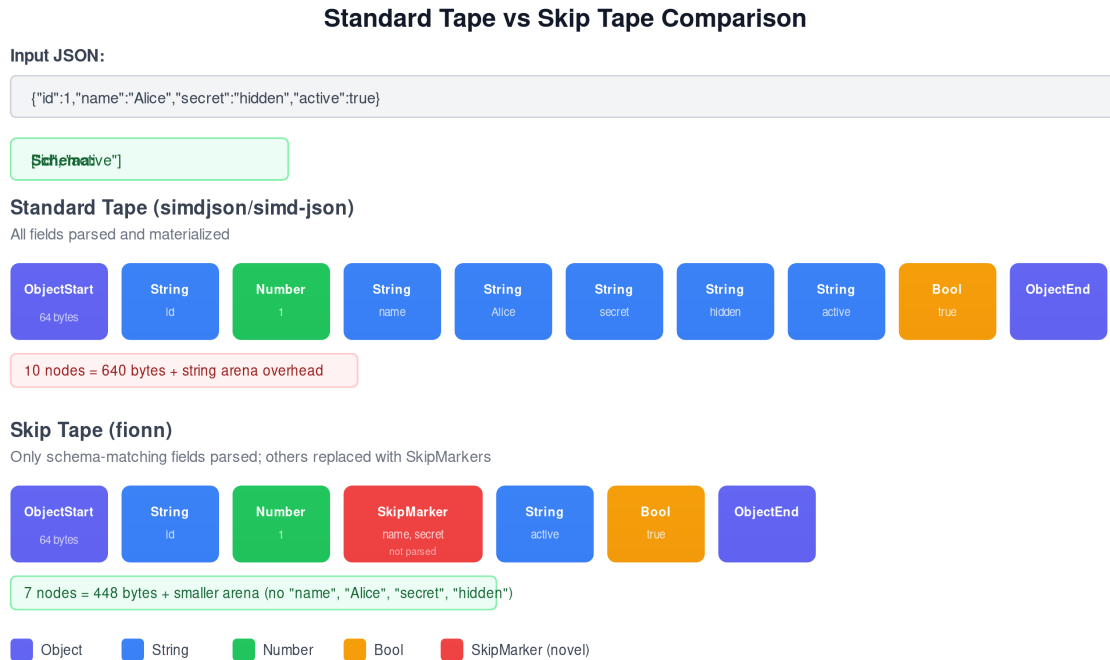 Standard Tape vs Skip Tape Comparison
Input JSON:
{"id":1,"name":"Alice","secret":"hidden","active":true}
Schema:
["id", "active"]
Standard Tape (simdjson/simd-json)
All fields parsed and materialized
ObjectStart String Number String String String String String Bool ObjectEnd
64 bytes id 1 name Alice secret hidden active true
10 nodes = 640 bytes + string arena overhead
Skip Tape (fionn)
Only schema-matching fields parsed; others replaced with SkipMarkers
ObjectStart String Number SkipMarker String Bool ObjectEnd
64 bytes id 1 name, secret active true
not parsed
7 nodes = 448 bytes + smaller arena (no "name", "Alice", "secret", "hidden")
Object String Number Bool SkipMarker (novel)